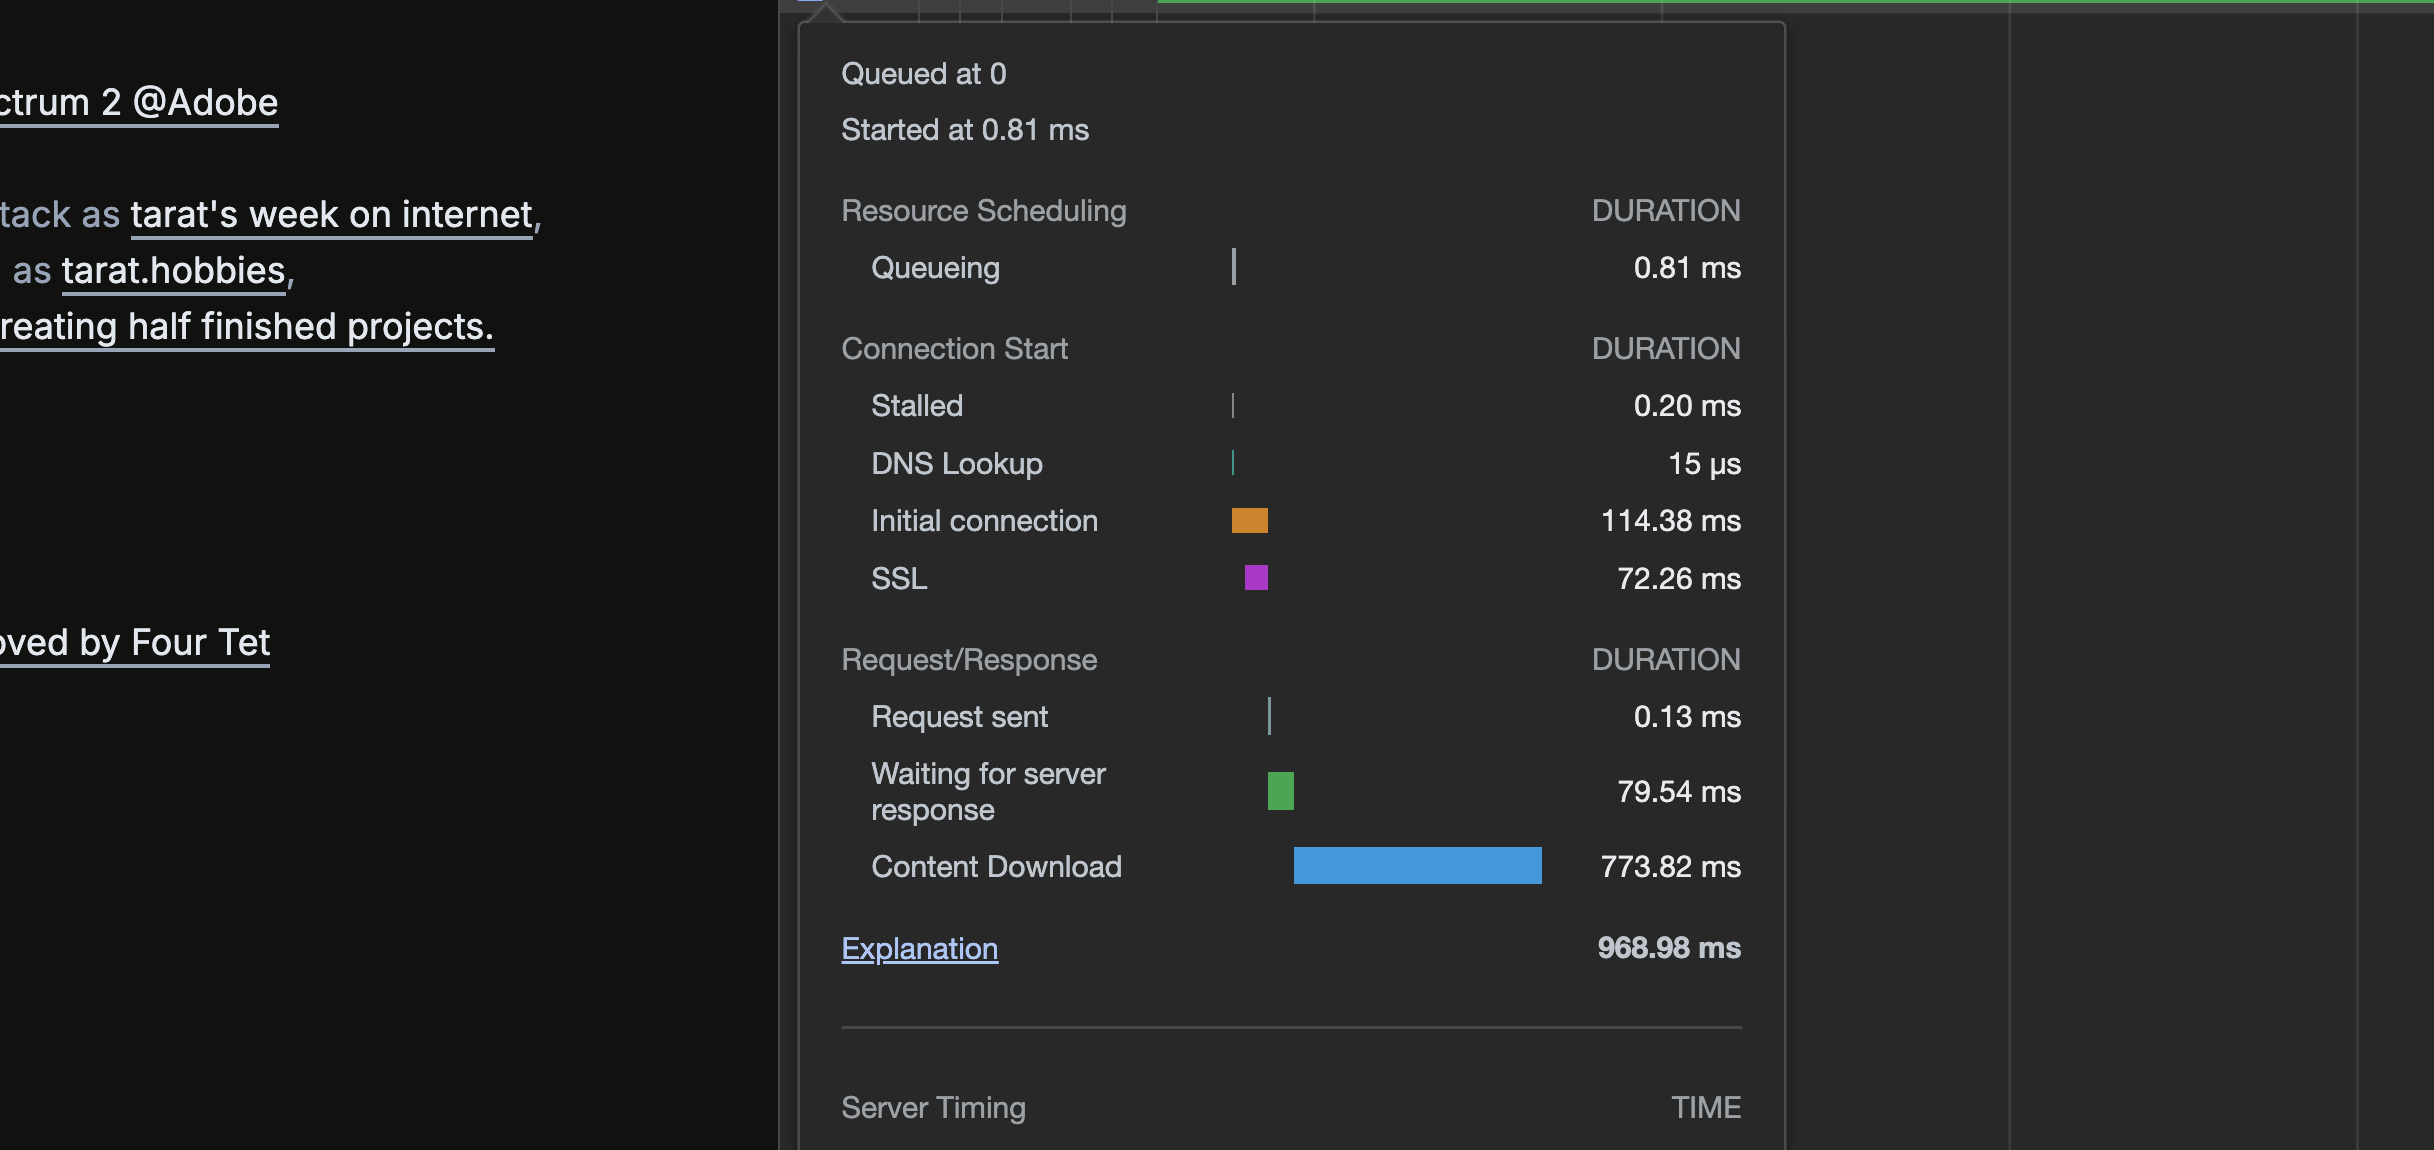 ctrum 2 @Adobe
tack as tarat's week on internet,
as tarat.hobbies,
reating half finished projects.
oved by Four Tet
Queued at 0
Started at 0.81 ms
Resource Scheduling DURATION
Queueing 0.81 ms
Connection Start DURATION
Stalled 0.20 ms
DNS Lookup 15 μs
Initial connection 114.38 ms
SSL 72.26 ms
Request/Response DURATION
Request sent 0.13 ms
Waiting for server
response 79.54 ms
Content Download 773.82 ms
Explanation 968.98 ms
Server Timing TIME